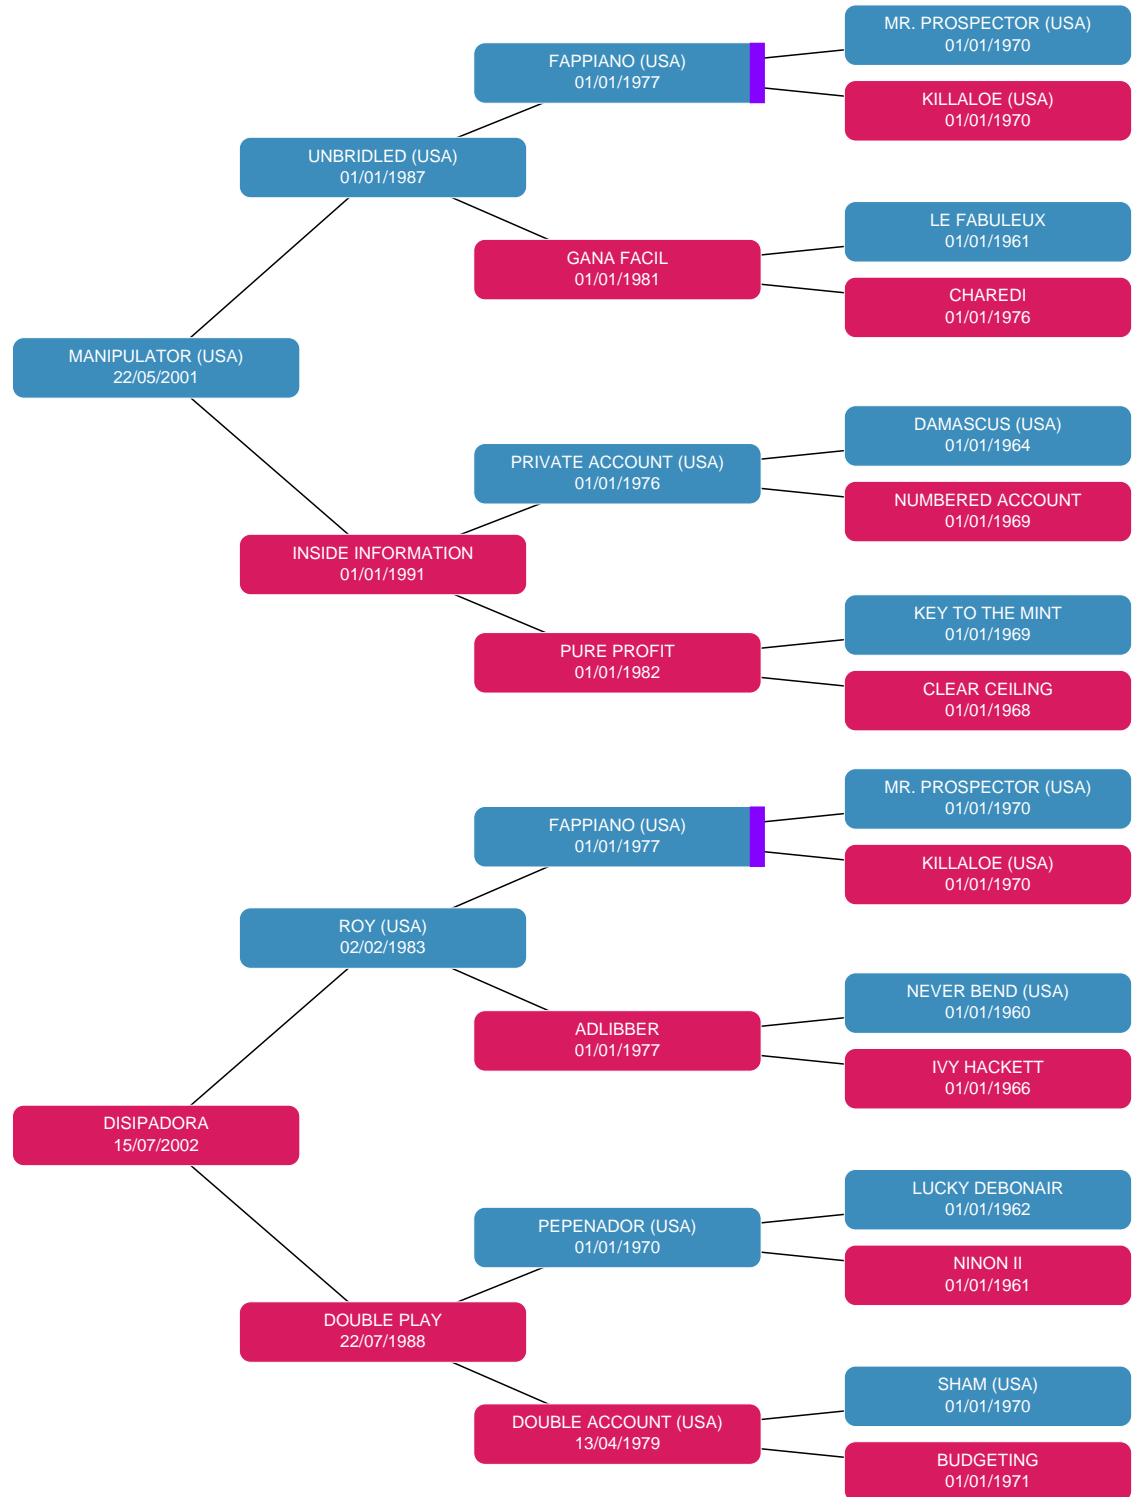 MR. PROSPECTOR (USA)
01/01/1970
FAPPIANO (USA)
01/01/1977
KILLALOE (USA)
01/01/1970
UNBRIDLED (USA)
01/01/1987
LE FABULEUX
01/01/1961
GANA FACIL
01/01/1981
CHAREDI
01/01/1976
MANIPULATOR (USA)
22/05/2001
DAMASCUS (USA)
01/01/1964
PRIVATE ACCOUNT (USA)
01/01/1976
NUMBERED ACCOUNT
01/01/1969
INSIDE INFORMATION
01/01/1991
KEY TO THE MINT
01/01/1969
PURE PROFIT
01/01/1982
CLEAR CEILING
01/01/1968
MR. PROSPECTOR (USA)
01/01/1970
FAPPIANO (USA)
01/01/1977
KILLALOE (USA)
01/01/1970
ROY (USA)
02/02/1983
NEVER BEND (USA)
01/01/1960
ADLIBBER
01/01/1977
IVY HACKETT
01/01/1966
DISIPADORA
15/07/2002
LUCKY DEBONAIR
01/01/1962
PEPENADOR (USA)
01/01/1970
NINON II
01/01/1961
DOUBLE PLAY
22/07/1988
SHAM (USA)
01/01/1970
DOUBLE ACCOUNT (USA)
13/04/1979
BUDGETING
01/01/1971